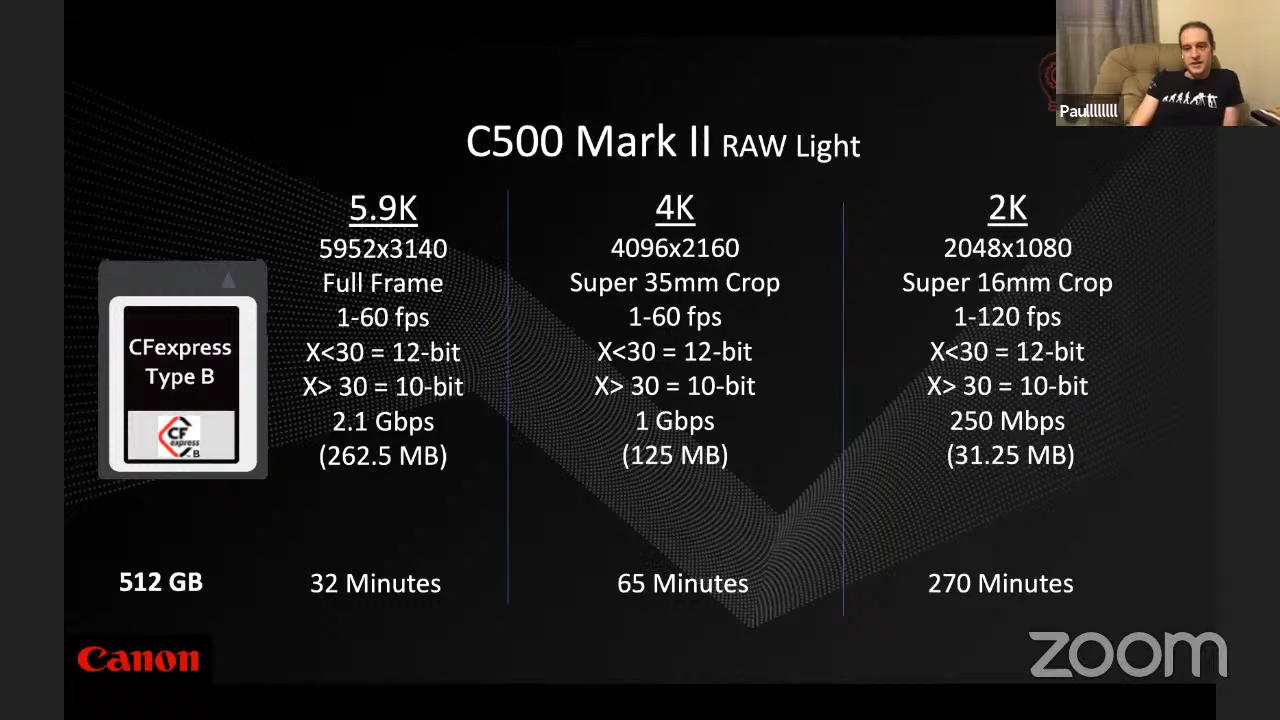 Paullllllll
C500 Mark II RAW Light
5.9K
5952x3140
Full Frame
1-60 fps
X<30 = 12-bit
X> 30 = 10-bit
2.1 Gbps
(262.5 MB)
4K
4096x2160
Super 35mm Crop
1-60 fps
X<30 = 12-bit
X> 30 = 10-bit
1 Gbps
(125 MB)
2K
2048x1080
Super 16mm Crop
1-120 fps
X<30 = 12-bit
X> 30 = 10-bit
250 Mbps
(31.25 MB)
CFexpress
Type B
CF
express
B
512 GB
32 Minutes
65 Minutes
270 Minutes
Canon
zoom